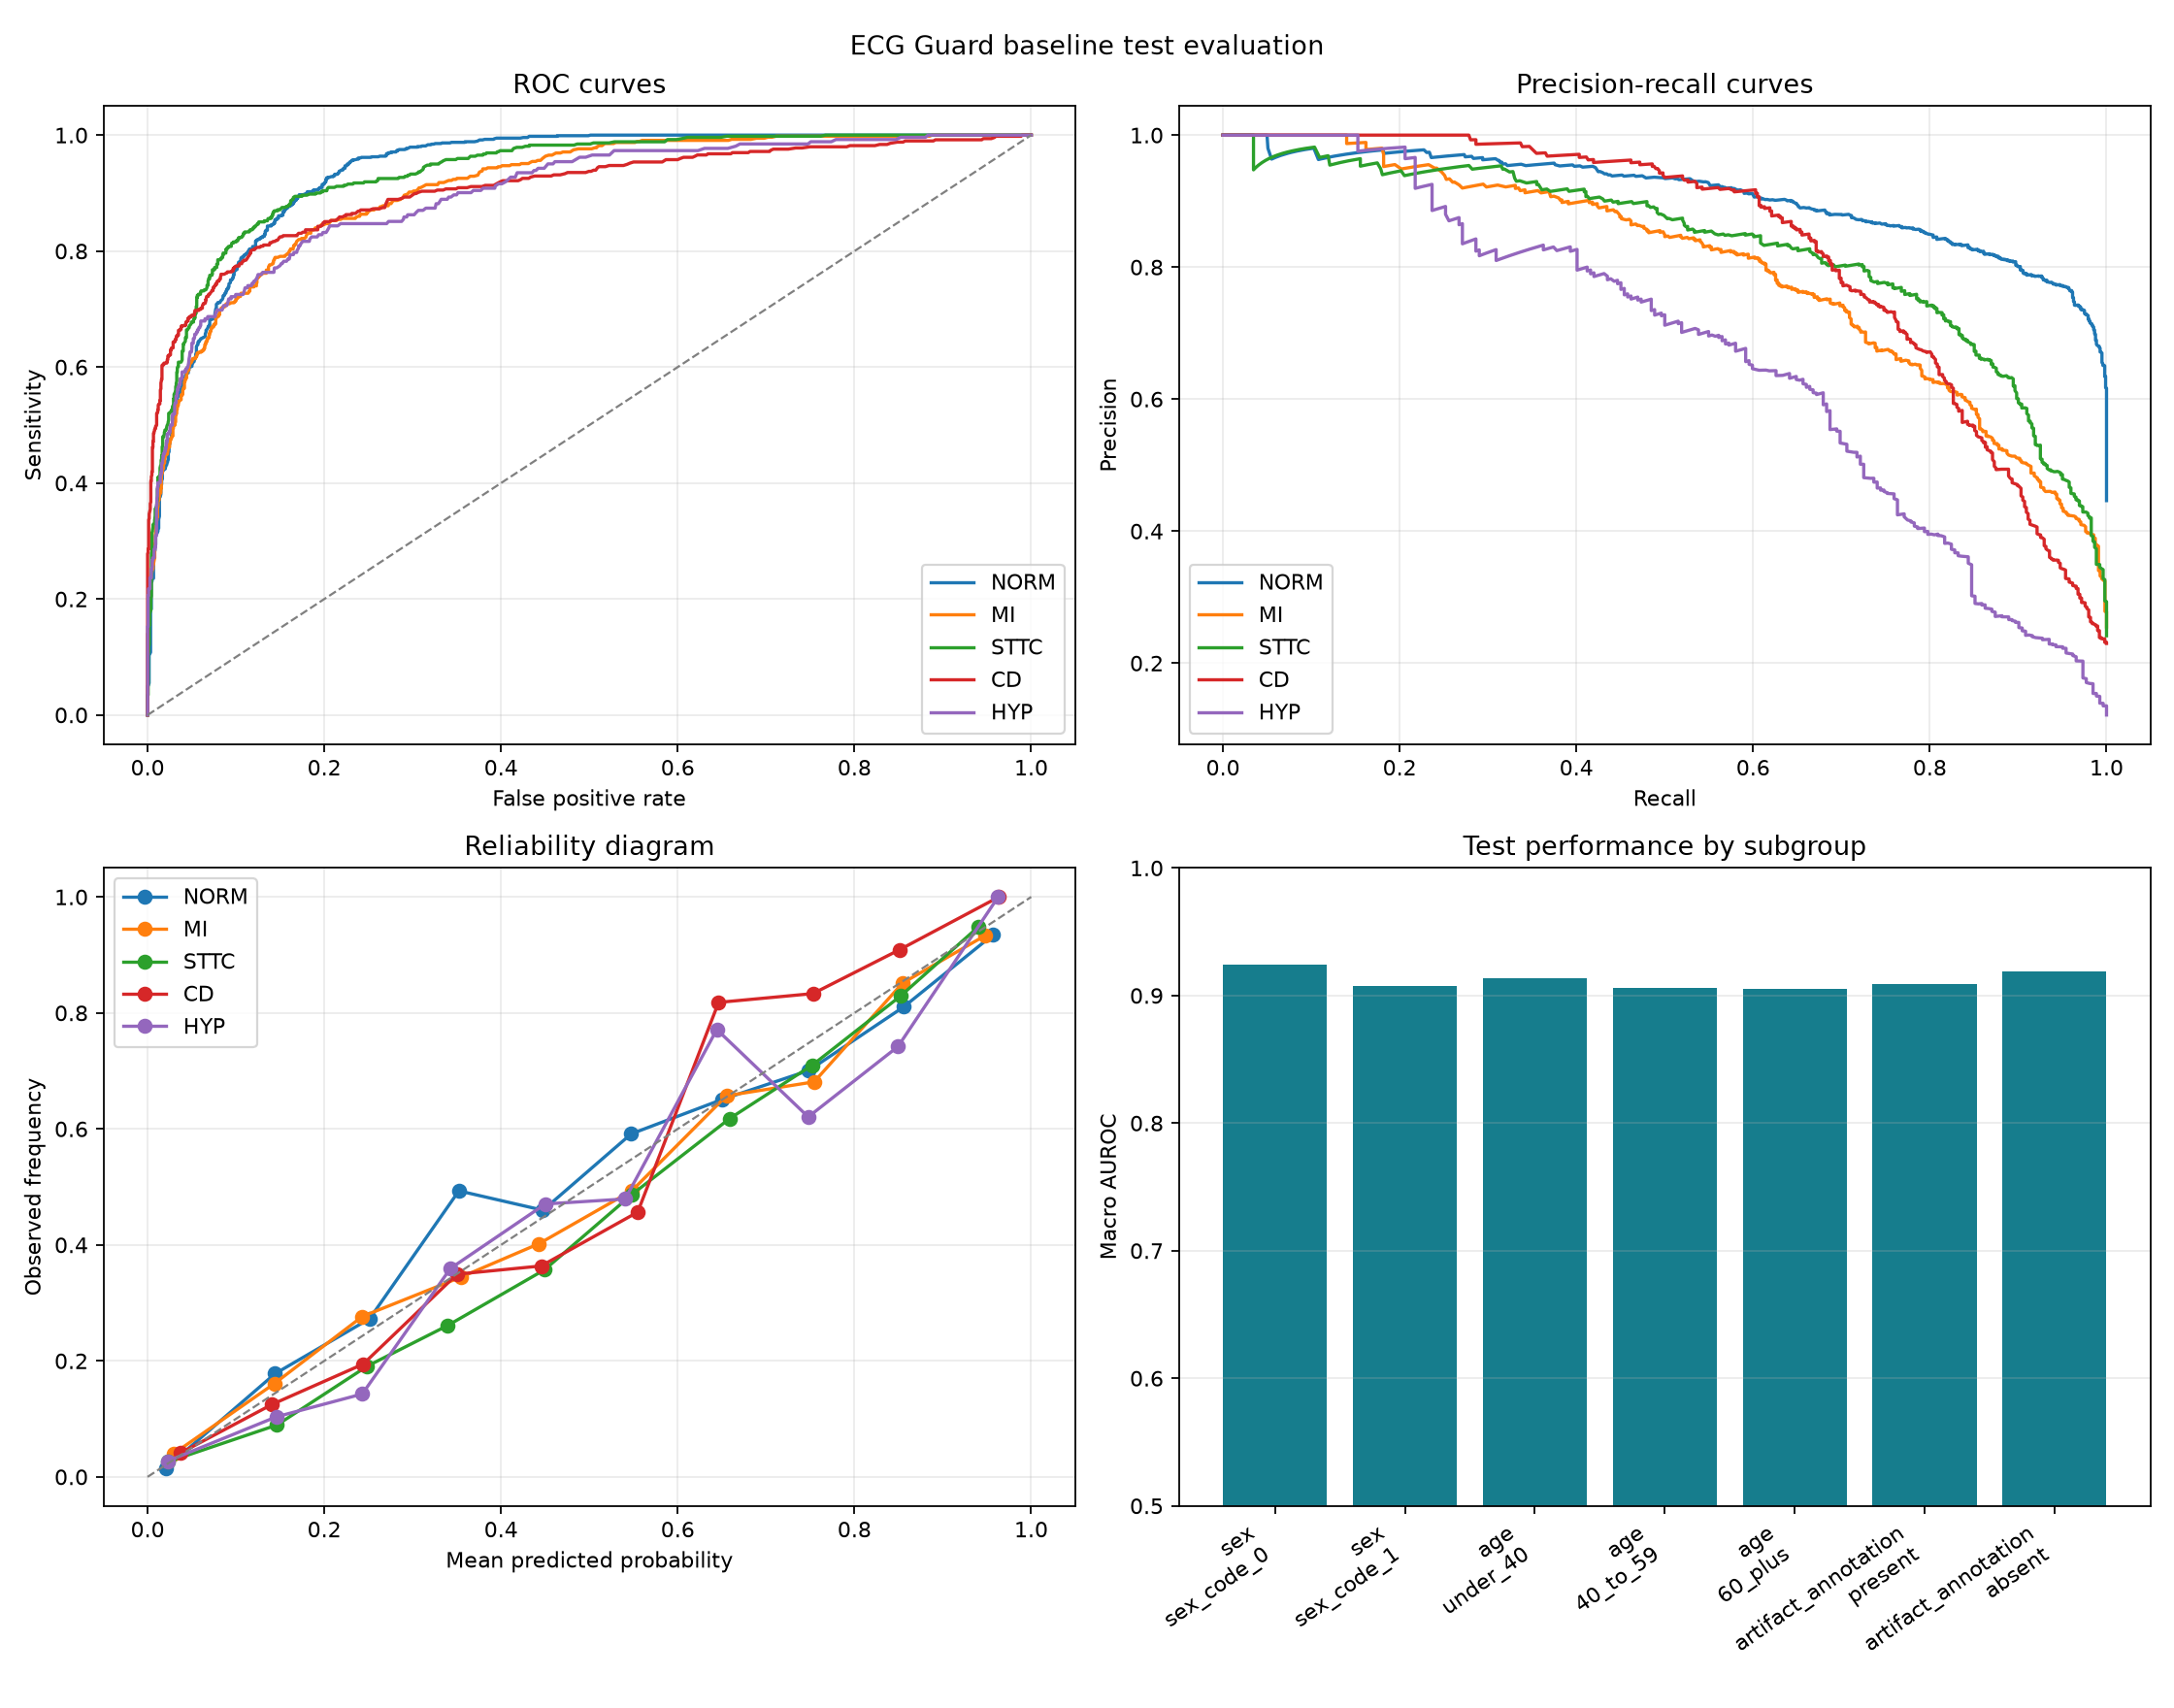 ECG Guard baseline test evaluation
ROC curves
Sensitivity
1.0
0.8
0.6
0.4
0.2
0.0
NORM
MI
STTC
CD
HYP
0.0 0.2 0.4 0.6 0.8 1.0
False positive rate
Precision-recall curves
Precision
1.0
0.8
0.6
0.4
0.2
NORM
MI
STTC
CD
HYP
0.0 0.2 0.4 0.6 0.8 1.0
Recall
Reliability diagram
Observed frequency
NORM
MI
STTC
CD
HYP
1.0
0.8
0.6
0.4
0.2
0.0
0.0 0.2 0.4 0.6 0.8 1.0
Mean predicted probability
Test performance by subgroup
Macro AUROC
1.0
0.9
0.8
0.7
0.6
0.5
sex
sex_code_0
sex
sex_code_1
age
under_40
age
40_to_59
age
60_plus
artifact_annotation
present
artifact_annotation
absent